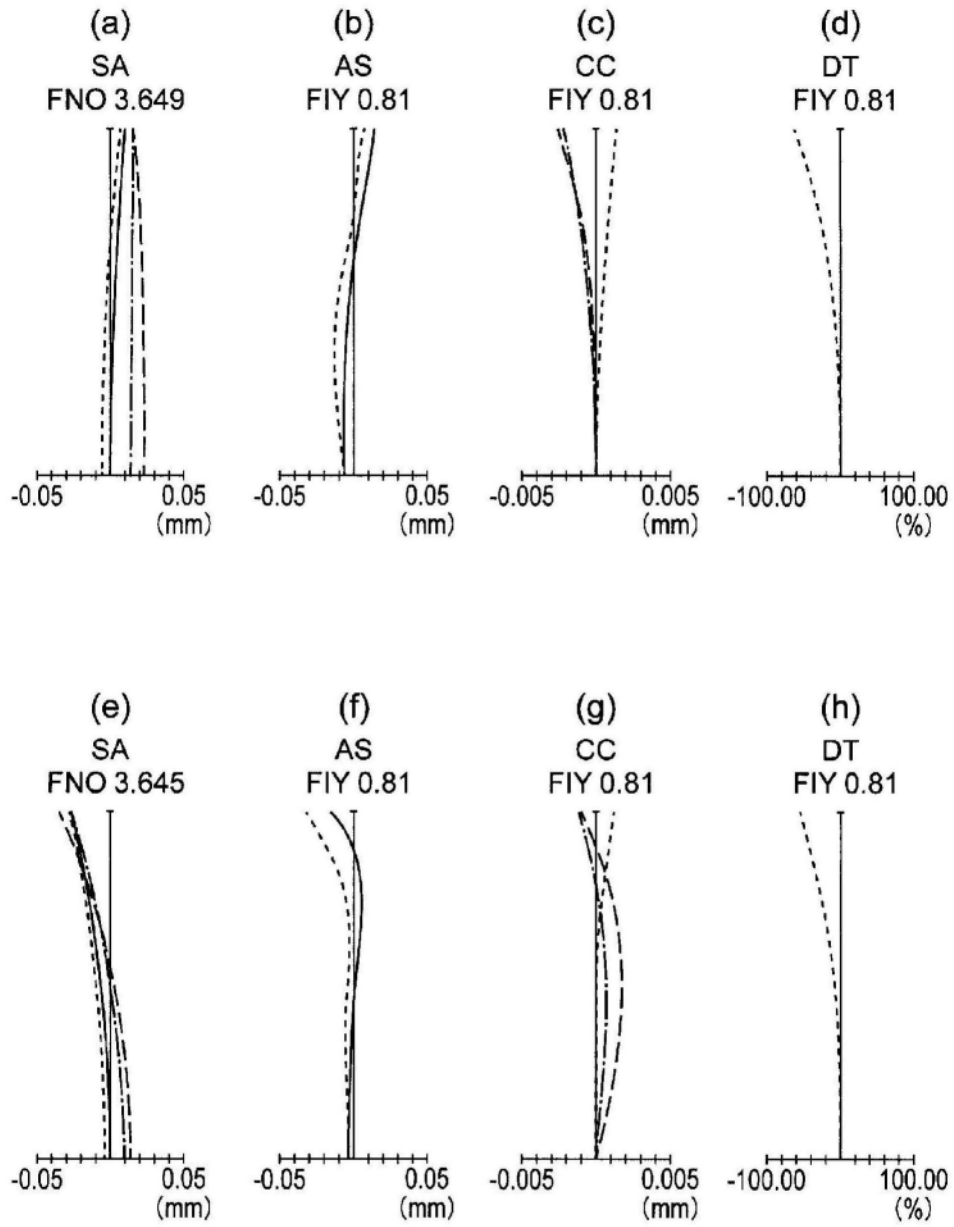 (a) (b) (c) (d)
SA AS CC DT
FNO 3.649 FIY 0.81 FIY 0.81 FIY 0.81
-0.05 0.05 -0.05 0.05 -0.005 0.005 -100.00 100.00
(mm) (mm) (mm) (%)
(e) (f) (g) (h)
SA AS CC DT
FNO 3.645 FIY 0.81 FIY 0.81 FIY 0.81
-0.05 0.05 -0.05 0.05 -0.005 0.005 -100.00 100.00
(mm) (mm) (mm) (%)